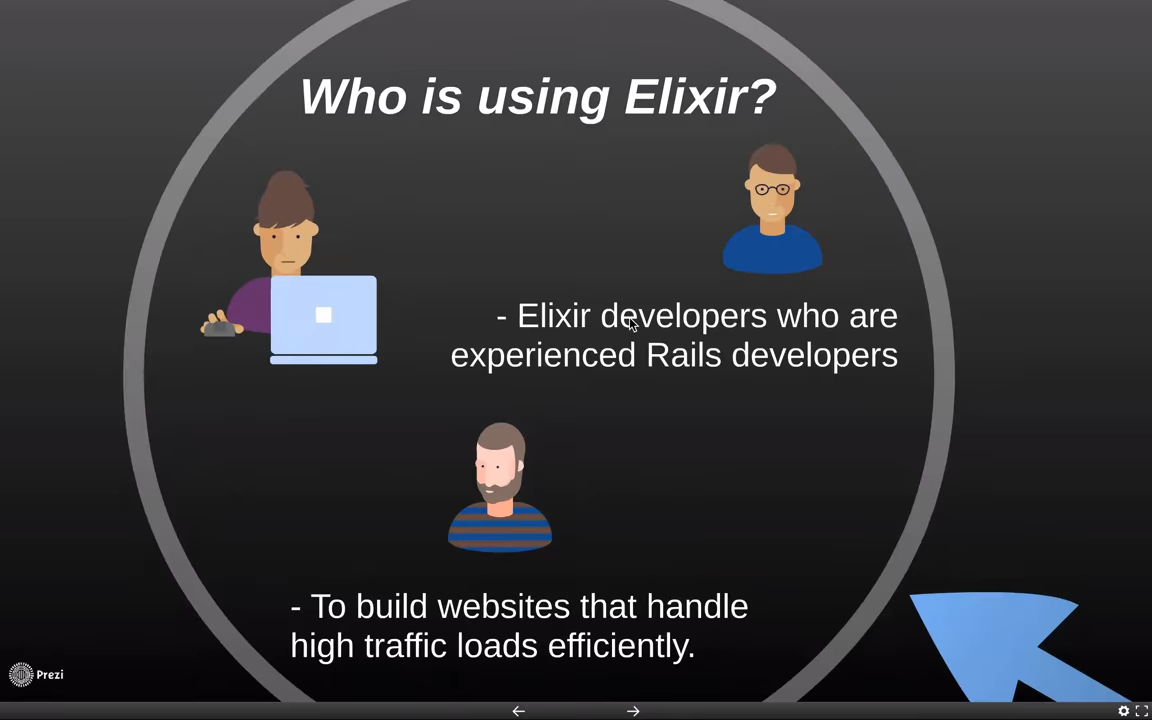 Who is using Elixir?
- Elixir developers who are
experienced Rails developers
- To build websites that handle
high traffic loads efficiently.
Prezi